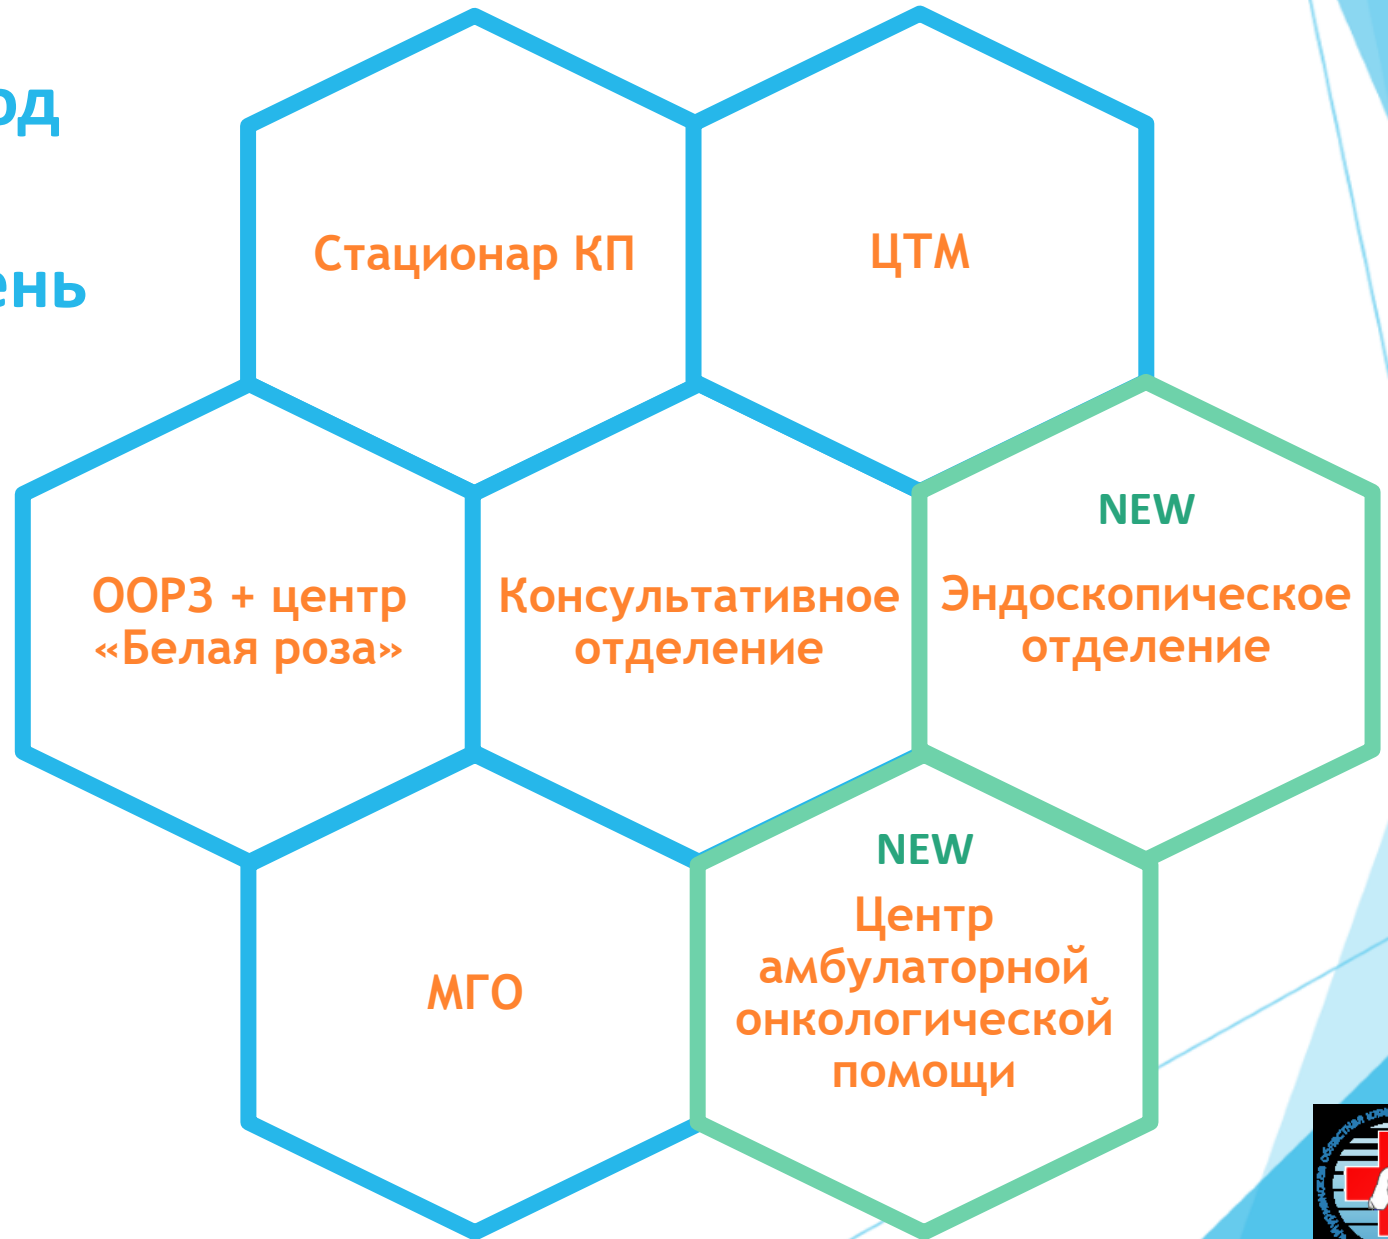 од
ень
Стационар КП
ЦТМ
ООРЗ + центр
«Белая роза»
Консультативное
отделение
NEW
Эндоскопическое
отделение
МГО
NEW
Центр
амбулаторной
онкологической
помощи
областная